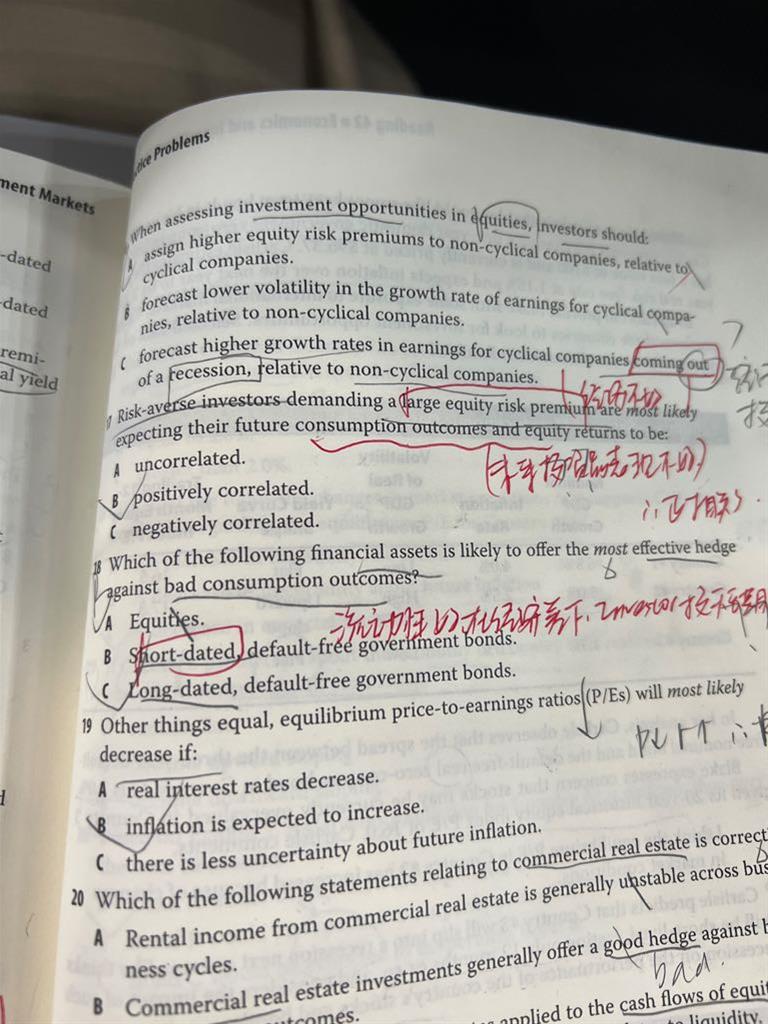 Practice Problems
ment Markets
-dated
-dated
remi-
al yield
When assessing investment opportunities in equities, investors should:
A assign higher equity risk premiums to non-cyclical companies, relative to
cyclical companies.
B forecast lower volatility in the growth rate of earnings for cyclical compa-
nies, relative to non-cyclical companies.
C forecast higher growth rates in earnings for cyclical companies coming out
of a recession, relative to non-cyclical companies.
17 Risk-averse investors demanding a large equity risk premium are most likely
expecting their future consumption outcomes and equity returns to be:
A uncorrelated.
B positively correlated.
C negatively correlated.
18 Which of the following financial assets is likely to offer the most effective hedge
against bad consumption outcomes?
A Equities.
B Short-dated, default-free government bonds.
C Long-dated, default-free government bonds.
19 Other things equal, equilibrium price-to-earnings ratios (P/Es) will most likely
decrease if:
P↓ r↑
A real interest rates decrease.
B inflation is expected to increase.
C there is less uncertainty about future inflation.
20 Which of the following statements relating to commercial real estate is correct
A Rental income from commercial real estate is generally unstable across bus
ness cycles.
B Commercial real estate investments generally offer a good hedge against b
bad.
tcomes.
applied to the cash flows of equit
liquidity.